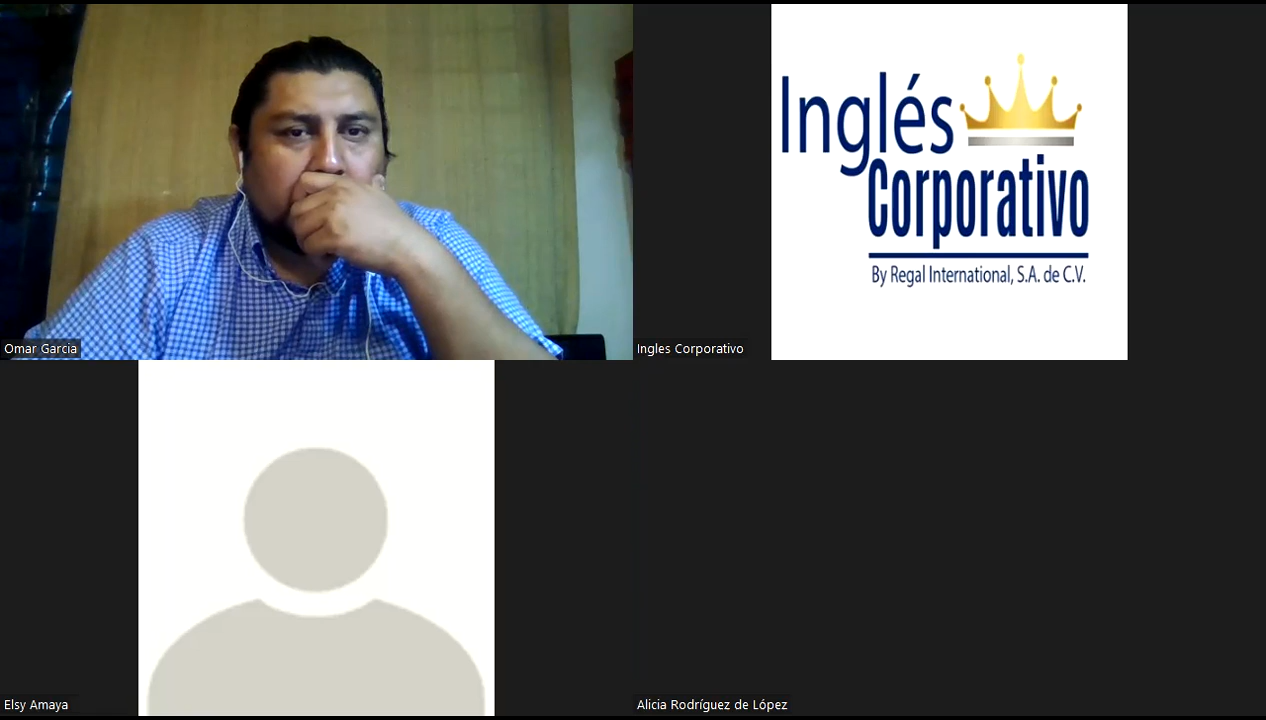 Omar Garcia
Inglés
Corporativo
By Regal International, S.A. de C.V.
Ingles Corporativo
Elsy Amaya
Alicia Rodríguez de López